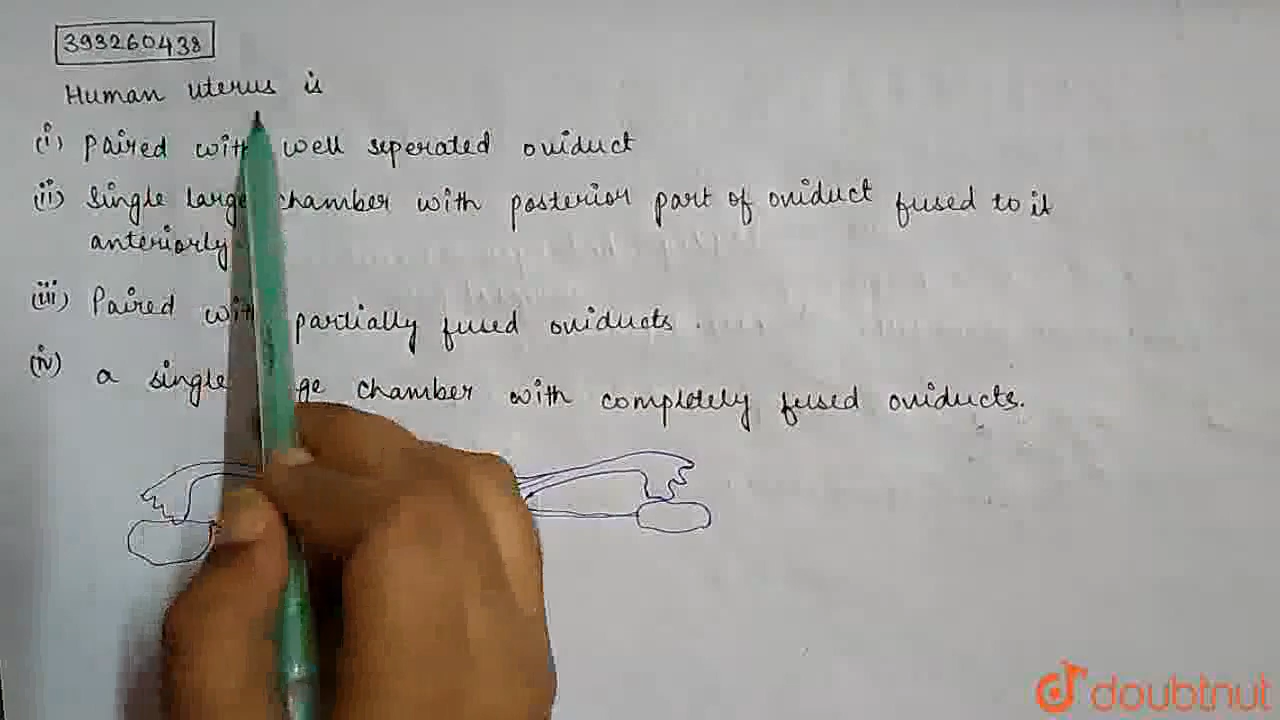 393260438
Human uterus is
(i) Paired with well seperated oviduct
(ii) Single large chamber with posterior part of oviduct fused to it
anteriorly
(iii) Paired with partially fused oviducts.
(iv) a single ge chamber with completely fused oviducts.
doubtnut